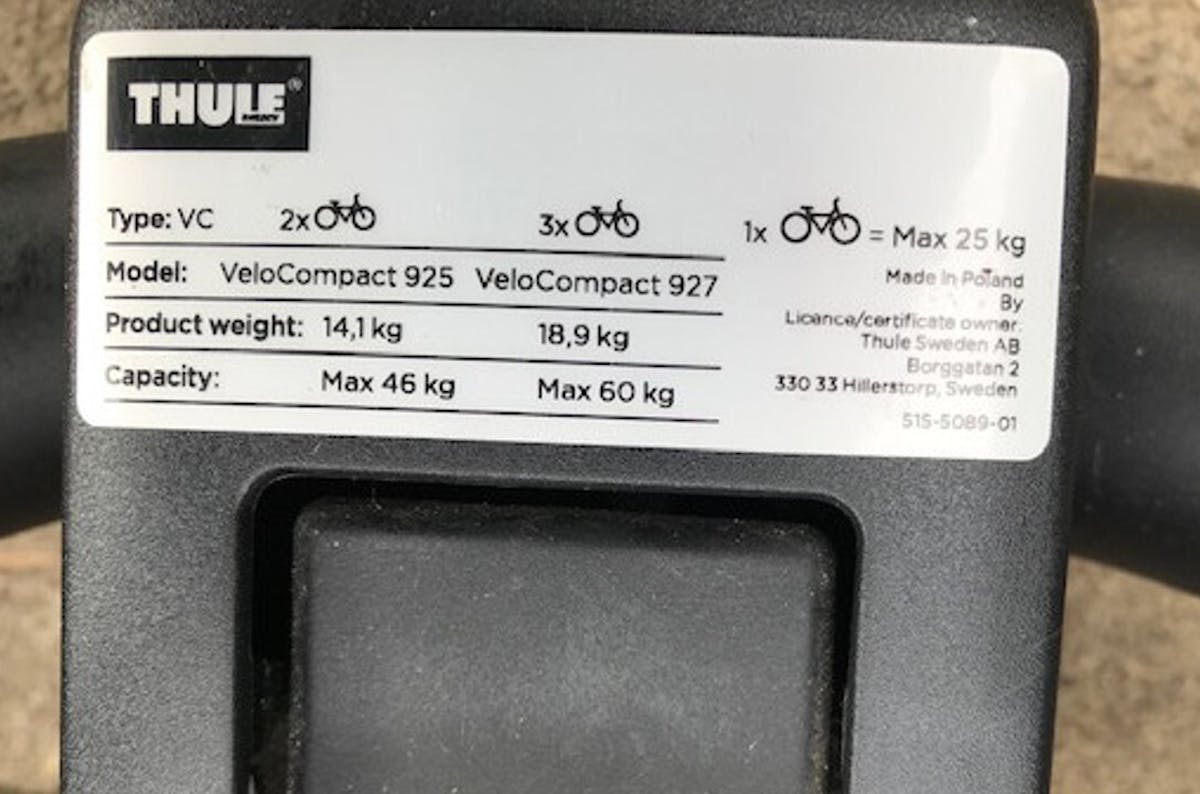 THULE®
SWEDEN
Type: VC 2x 3x 1x = Max 25 kg
Model: VeloCompact 925 VeloCompact 927
Product weight: 14,1 kg 18,9 kg
Capacity: Max 46 kg Max 60 kg
Made in Poland
By
Licence/certificate owner:
Thule Sweden AB
Borggatan 2
330 33 Hillerstorp, Sweden
515-5089-01